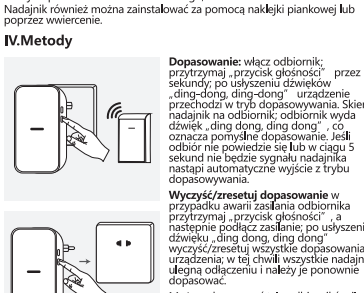 Nadajnik również można zainstalować za pomocą naklejki piankowej lub
poprzez wwiercenie.
IV.Metody
Dopasowanie: włącz odbiornik;
przytrzymaj „przycisk głośności” przez
sekundy; po usłyszeniu dźwięków
„ding-dong, ding-dong” urządzenie
przechodzi w tryb dopasowywania. Skier
nadajnik na odbiornik; odbiornik wyda
dźwięk „ding dong, ding dong” , co
oznacza pomyślne dopasowanie. Jeśli
odbiór nie powiedzie się lub w ciągu 5
sekund nie będzie sygnału nadajnika
nastąpi automatyczne wyjście z trybu
dopasowywania.
Wyczyść/zresetuj dopasowanie w
przypadku awarii zasilania odbiornika
przytrzymaj „przycisk głośności” , a
następnie podłącz zasilanie; po usłyszeni
dźwięku „ding dong, ding dong”
wyczyść/zresetuj wszystkie dopasowania
urządzenia; w tej chwili wszystkie nadajn
ulegną odłączeniu i należy je ponownie
dopasować.